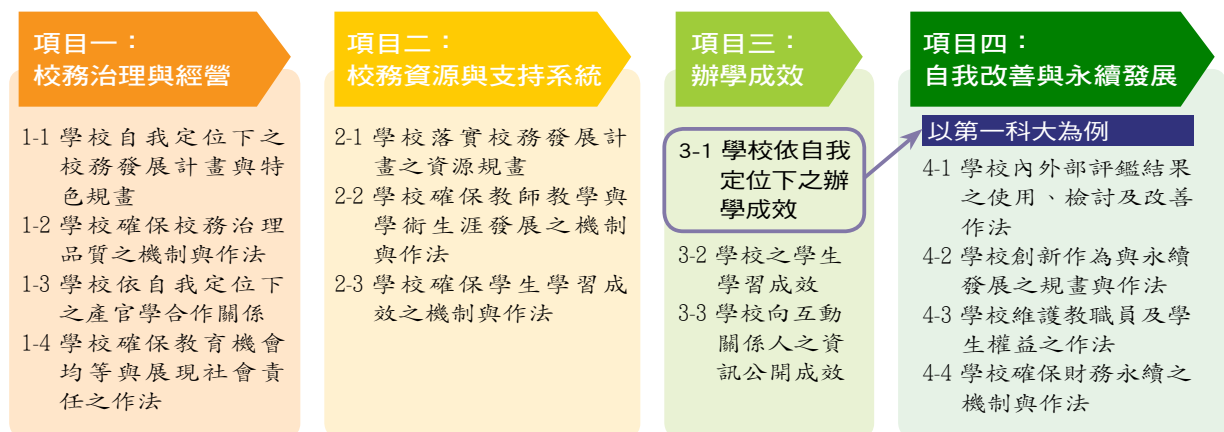 項目一：
校務治理與經營
1-1 學校自我定位下之
校務發展計畫與特
色規畫
1-2 學校確保校務治理
品質之機制與作法
1-3 學校依自我定位下
之產官學合作關係
1-4 學校確保教育機會
均等與展現社會責
任之作法
項目二：
校務資源與支持系統
2-1 學校落實校務發展計
畫之資源規畫
2-2 學校確保教師教學與
學術生涯發展之機制
與作法
2-3 學校確保學生學習成
效之機制與作法
項目三：
辦學成效
3-1 學校依自我
定位下之辦
學成效
3-2 學校之學生
學習成效
3-3 學校向互動
關係人之資
訊公開成效
項目四：
自我改善與永續發展
以第一科大為例
4-1 學校內外部評鑑結果
之使用、檢討及改善
作法
4-2 學校創新作為與永續
發展之規畫與作法
4-3 學校維護教職員及學
生權益之作法
4-4 學校確保財務永續之
機制與作法